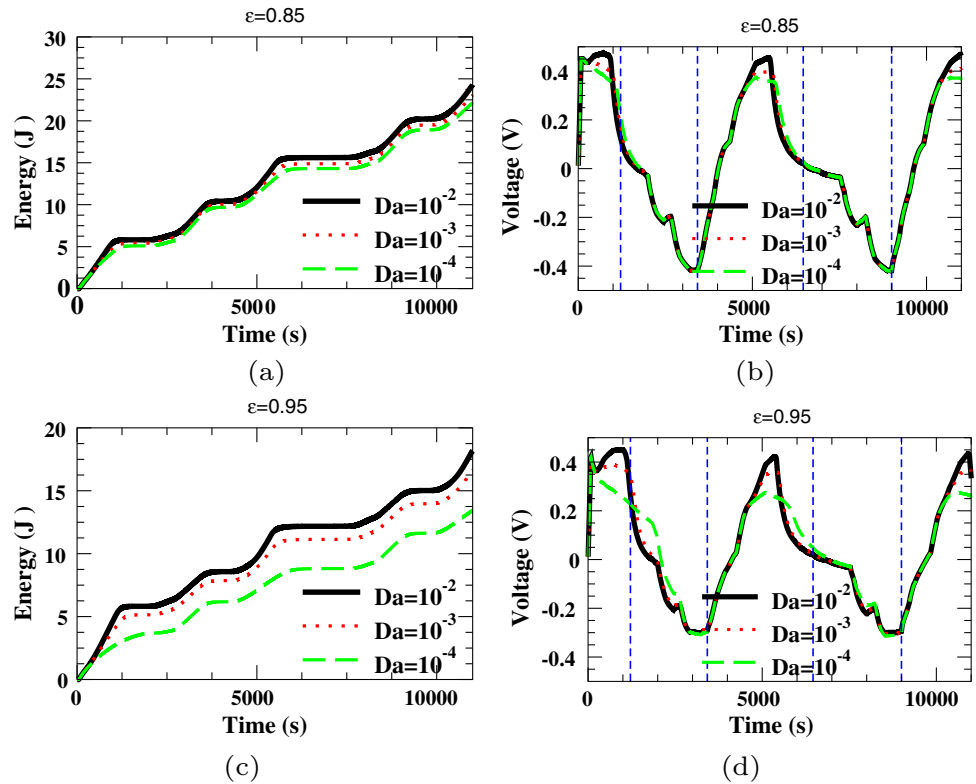 ε=0.85
30
25
20
15
10
5
0
Energy (J )
Da=10⁻²
Da=10⁻³
Da=10⁻⁴
0 5000 10000
Time (s)
(a)
ε=0.85
0.4
0.2
0
-0.2
-0.4
Voltage (V)
Da=10⁻²
Da=10⁻³
Da=10⁻⁴
0 5000 10000
Time (s)
(b)
ε=0.95
20
15
10
5
0
Energy (J )
Da=10⁻²
Da=10⁻³
Da=10⁻⁴
0 5000 10000
Time (s)
(c)
ε=0.95
0.4
0.2
0
-0.2
-0.4
Voltage (V)
Da=10⁻²
Da=10⁻³
Da=10⁻⁴
0 5000 10000
Time (s)
(d)